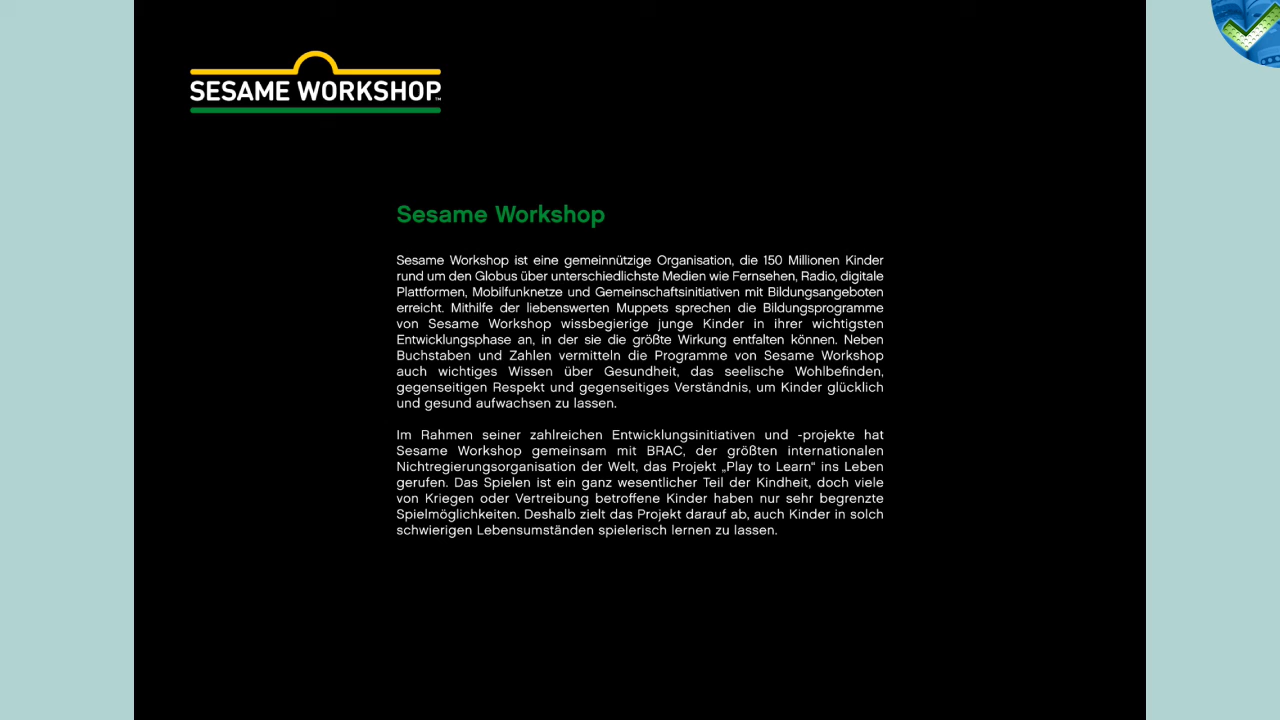 SESAME WORKSHOP™
Sesame Workshop
Sesame Workshop ist eine gemeinnützige Organisation, die 150 Millionen Kinder
rund um den Globus über unterschiedlichste Medien wie Fernsehen, Radio, digitale
Plattformen, Mobilfunknetze und Gemeinschaftsinitiativen mit Bildungsangeboten
erreicht. Mithilfe der liebenswerten Muppets sprechen die Bildungsprogramme
von Sesame Workshop wissbegierige junge Kinder in ihrer wichtigsten
Entwicklungsphase an, in der sie die größte Wirkung entfalten können. Neben
Buchstaben und Zahlen vermitteln die Programme von Sesame Workshop
auch wichtiges Wissen über Gesundheit, das seelische Wohlbefinden,
gegenseitigen Respekt und gegenseitiges Verständnis, um Kinder glücklich
und gesund aufwachsen zu lassen.
Im Rahmen seiner zahlreichen Entwicklungsinitiativen und -projekte hat
Sesame Workshop gemeinsam mit BRAC, der größten internationalen
Nichtregierungsorganisation der Welt, das Projekt „Play to Learn“ ins Leben
gerufen. Das Spielen ist ein ganz wesentlicher Teil der Kindheit, doch viele
von Kriegen oder Vertreibung betroffene Kinder haben nur sehr begrenzte
Spielmöglichkeiten. Deshalb zielt das Projekt darauf ab, auch Kinder in solch
schwierigen Lebensumständen spielerisch lernen zu lassen.